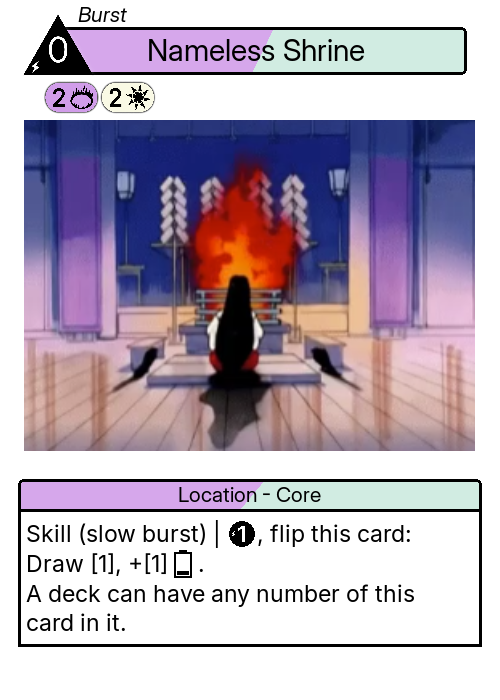 Burst
0
Nameless Shrine
2 2
Location - Core
Skill (slow burst) | 1, flip this card:
Draw [1], +[1] .
A deck can have any number of this
card in it.